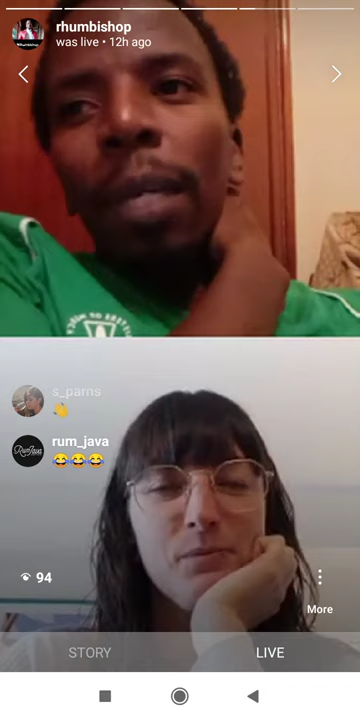 rhumbishop
was live • 12h ago
s_parns
rum_java
👁 94
More
STORY
LIVE